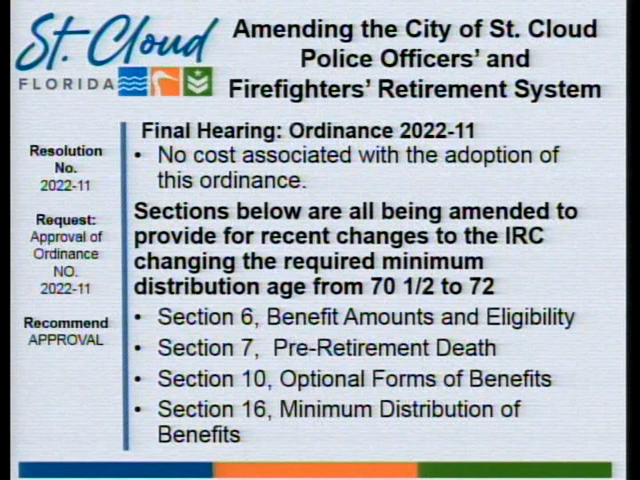 St. Cloud
FLORIDA
Amending the City of St. Cloud
Police Officers' and
Firefighters' Retirement System
Resolution
No.
2022-11
Request:
Approval of
Ordinance
NO.
2022-11
Recommend
APPROVAL
Final Hearing: Ordinance 2022-11
• No cost associated with the adoption of
this ordinance.
Sections below are all being amended to
provide for recent changes to the IRC
changing the required minimum
distribution age from 70 1/2 to 72
• Section 6, Benefit Amounts and Eligibility
• Section 7, Pre-Retirement Death
• Section 10, Optional Forms of Benefits
• Section 16, Minimum Distribution of
Benefits